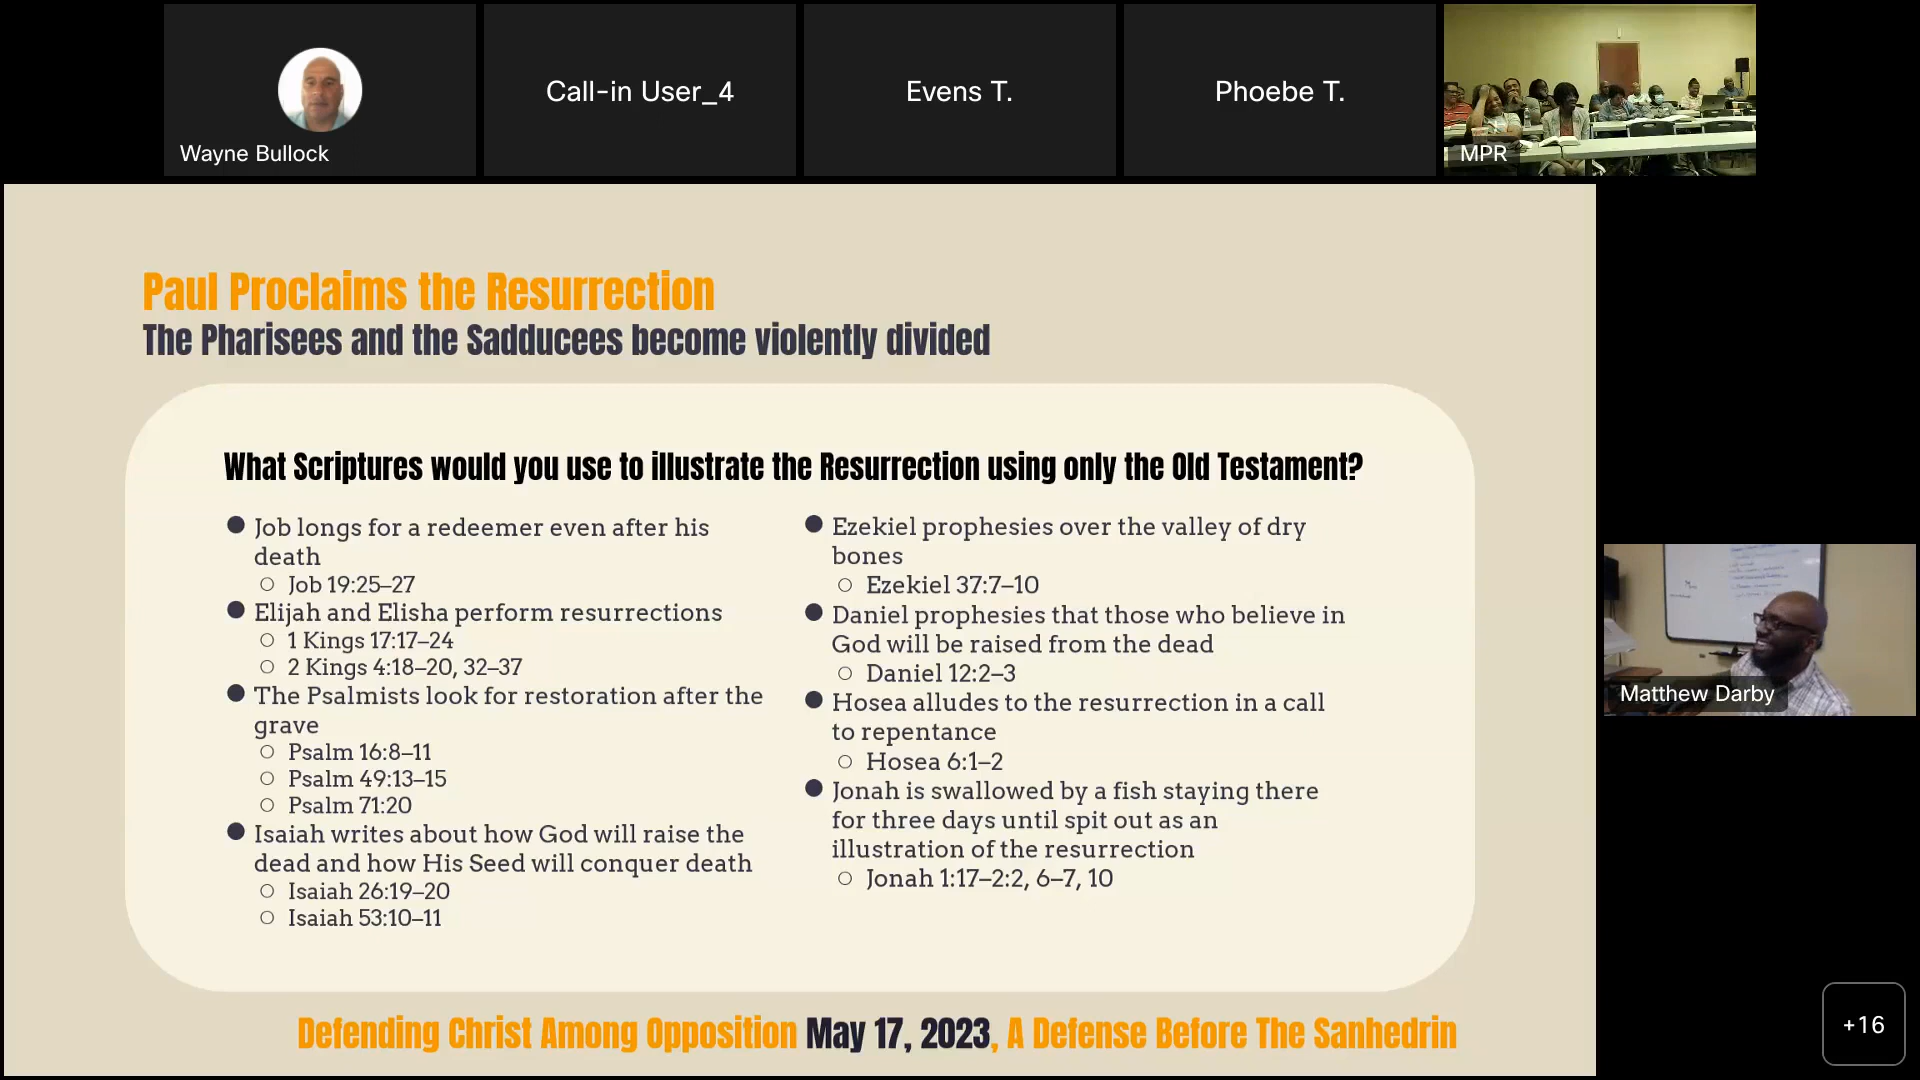 Wayne Bullock
Call-in User_4
Evens T.
Phoebe T.
MPR
Paul Proclaims the Resurrection
The Pharisees and the Sadducees become violently divided
What Scriptures would you use to illustrate the Resurrection using only the Old Testament?
● Job longs for a redeemer even after his
death
○ Job 19:25–27
● Elijah and Elisha perform resurrections
○ 1 Kings 17:17–24
○ 2 Kings 4:18–20, 32–37
● The Psalmists look for restoration after the
grave
○ Psalm 16:8–11
○ Psalm 49:13–15
○ Psalm 71:20
● Isaiah writes about how God will raise the
dead and how His Seed will conquer death
○ Isaiah 26:19–20
○ Isaiah 53:10–11
● Ezekiel prophesies over the valley of dry
bones
○ Ezekiel 37:7–10
● Daniel prophesies that those who believe in
God will be raised from the dead
○ Daniel 12:2–3
● Hosea alludes to the resurrection in a call
to repentance
○ Hosea 6:1–2
● Jonah is swallowed by a fish staying there
for three days until spit out as an
illustration of the resurrection
○ Jonah 1:17–2:2, 6–7, 10
Defending Christ Among Opposition May 17, 2023, A Defense Before The Sanhedrin
Matthew Darby
+16